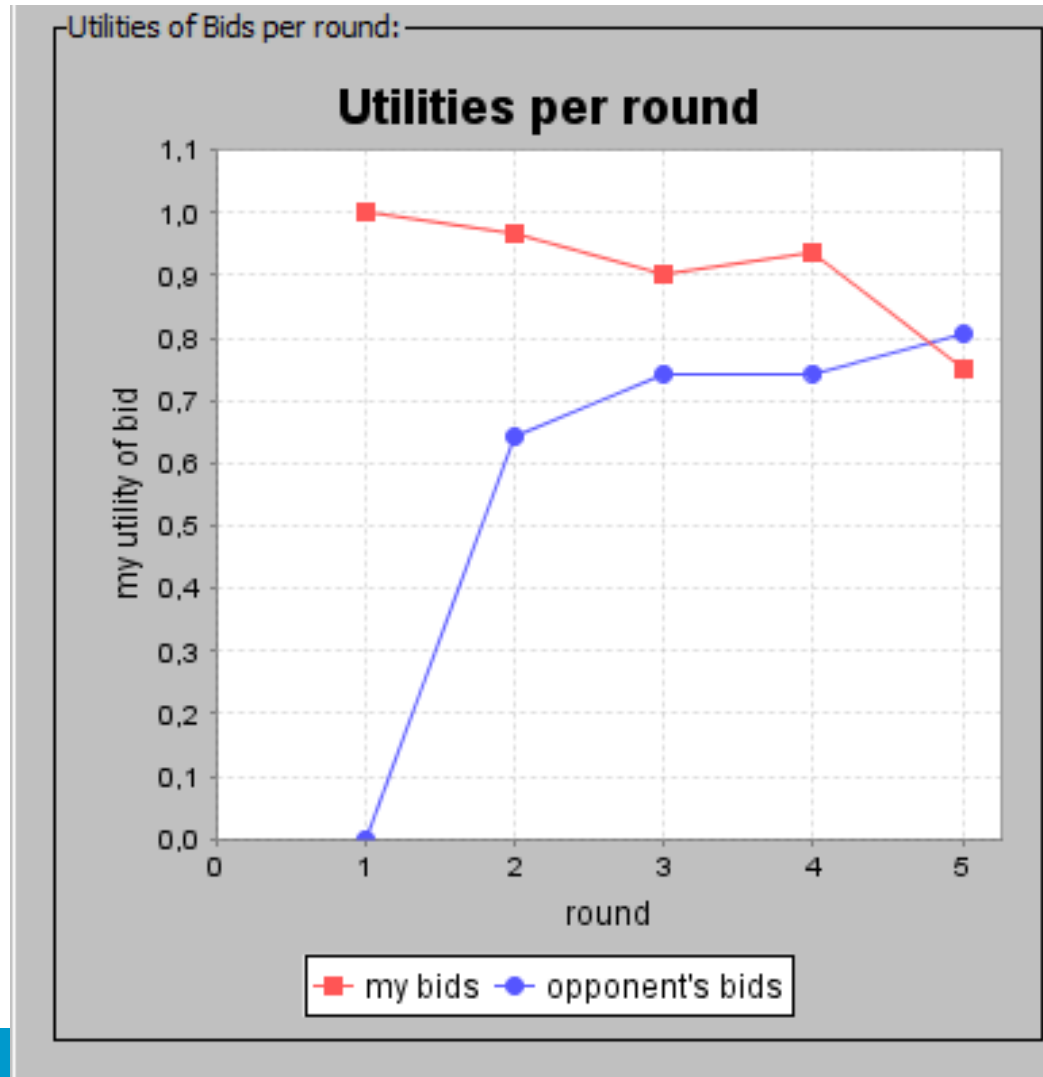 Utilities of Bids per round:
Utilities per round
1,1
1,0
0,9
0,8
0,7
0,6
0,5
0,4
0,3
0,2
0,1
0,0
my utility of bid
0 1 2 3 4 5
round
my bids opponent's bids